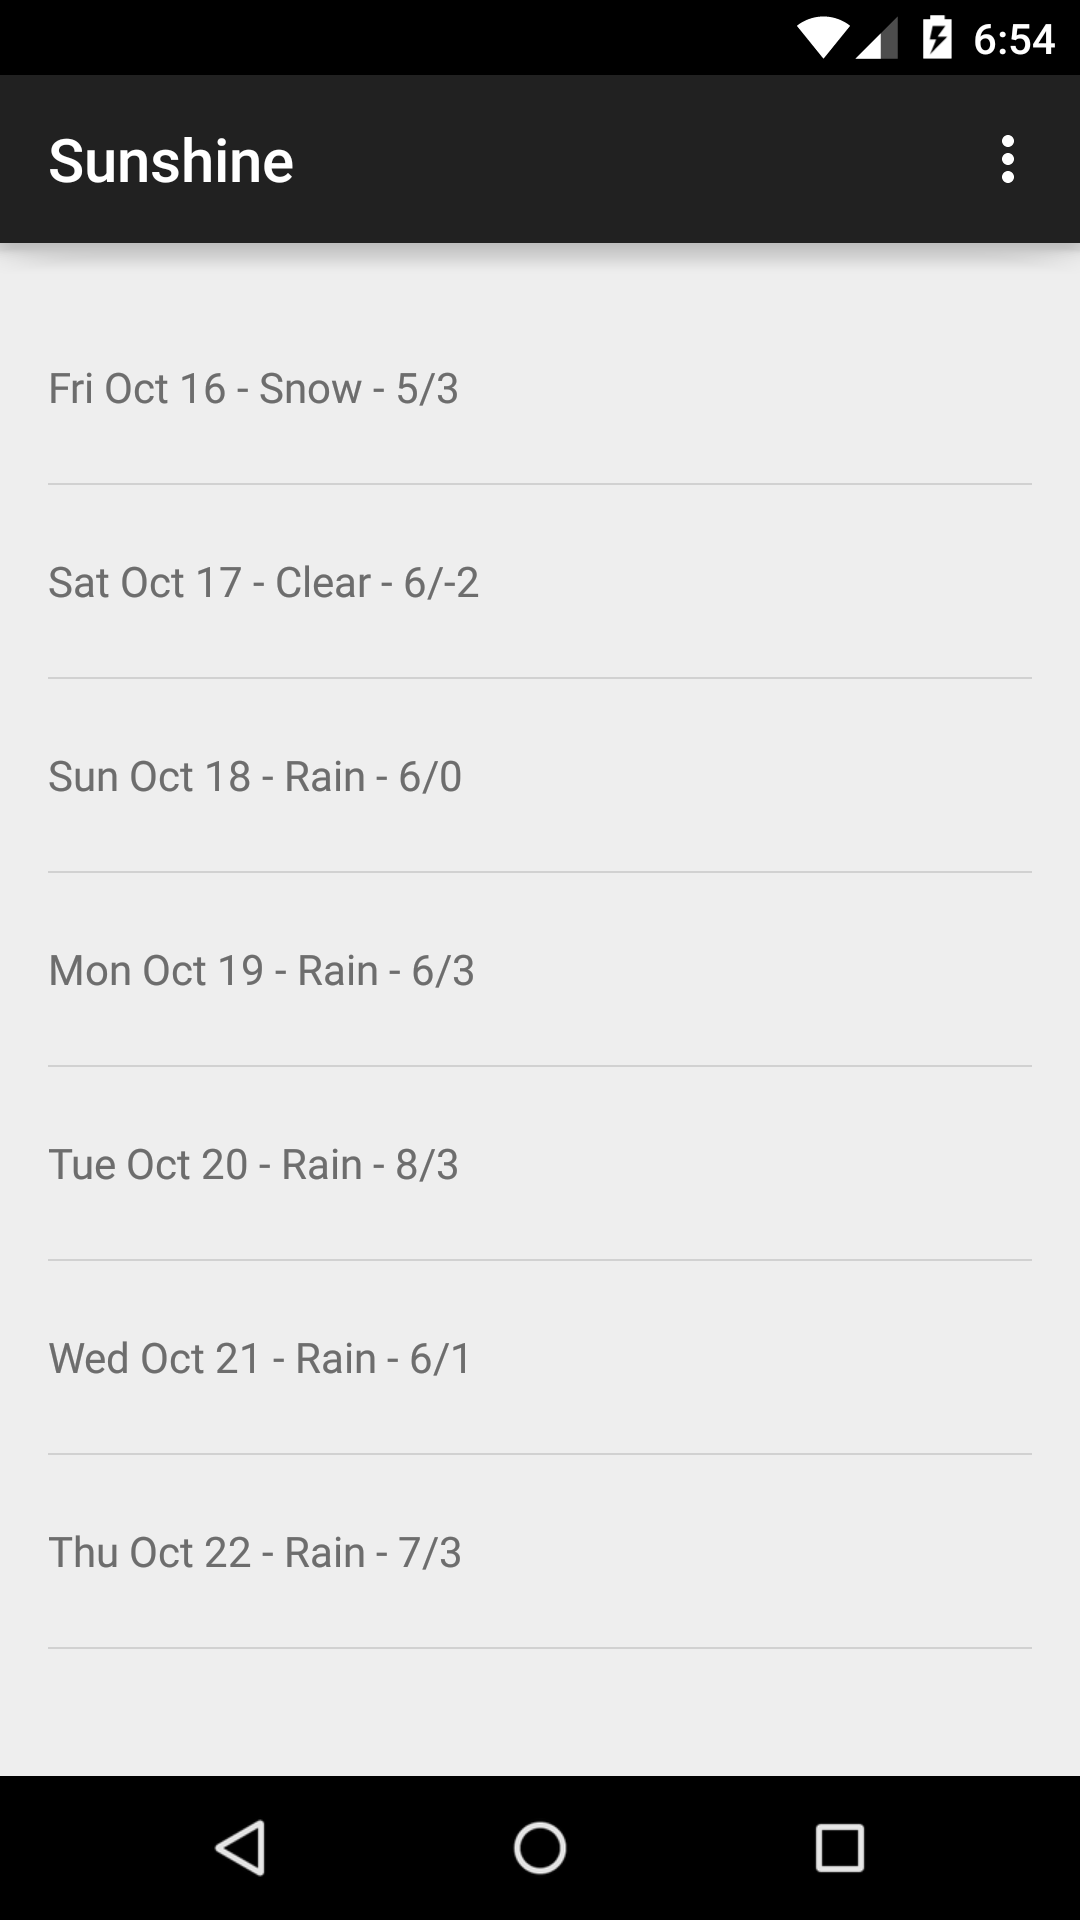 6:54
Sunshine
Fri Oct 16 - Snow - 5/3
Sat Oct 17 - Clear - 6/-2
Sun Oct 18 - Rain - 6/0
Mon Oct 19 - Rain - 6/3
Tue Oct 20 - Rain - 8/3
Wed Oct 21 - Rain - 6/1
Thu Oct 22 - Rain - 7/3